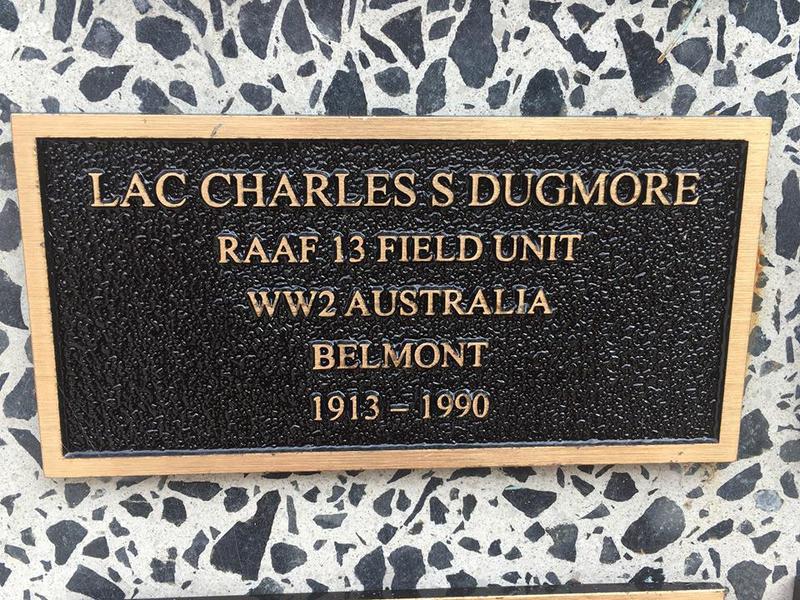 LAC CHARLES S DUGMORE
RAAF 13 FIELD UNIT
WW2 AUSTRALIA
BELMONT
1913 – 1990